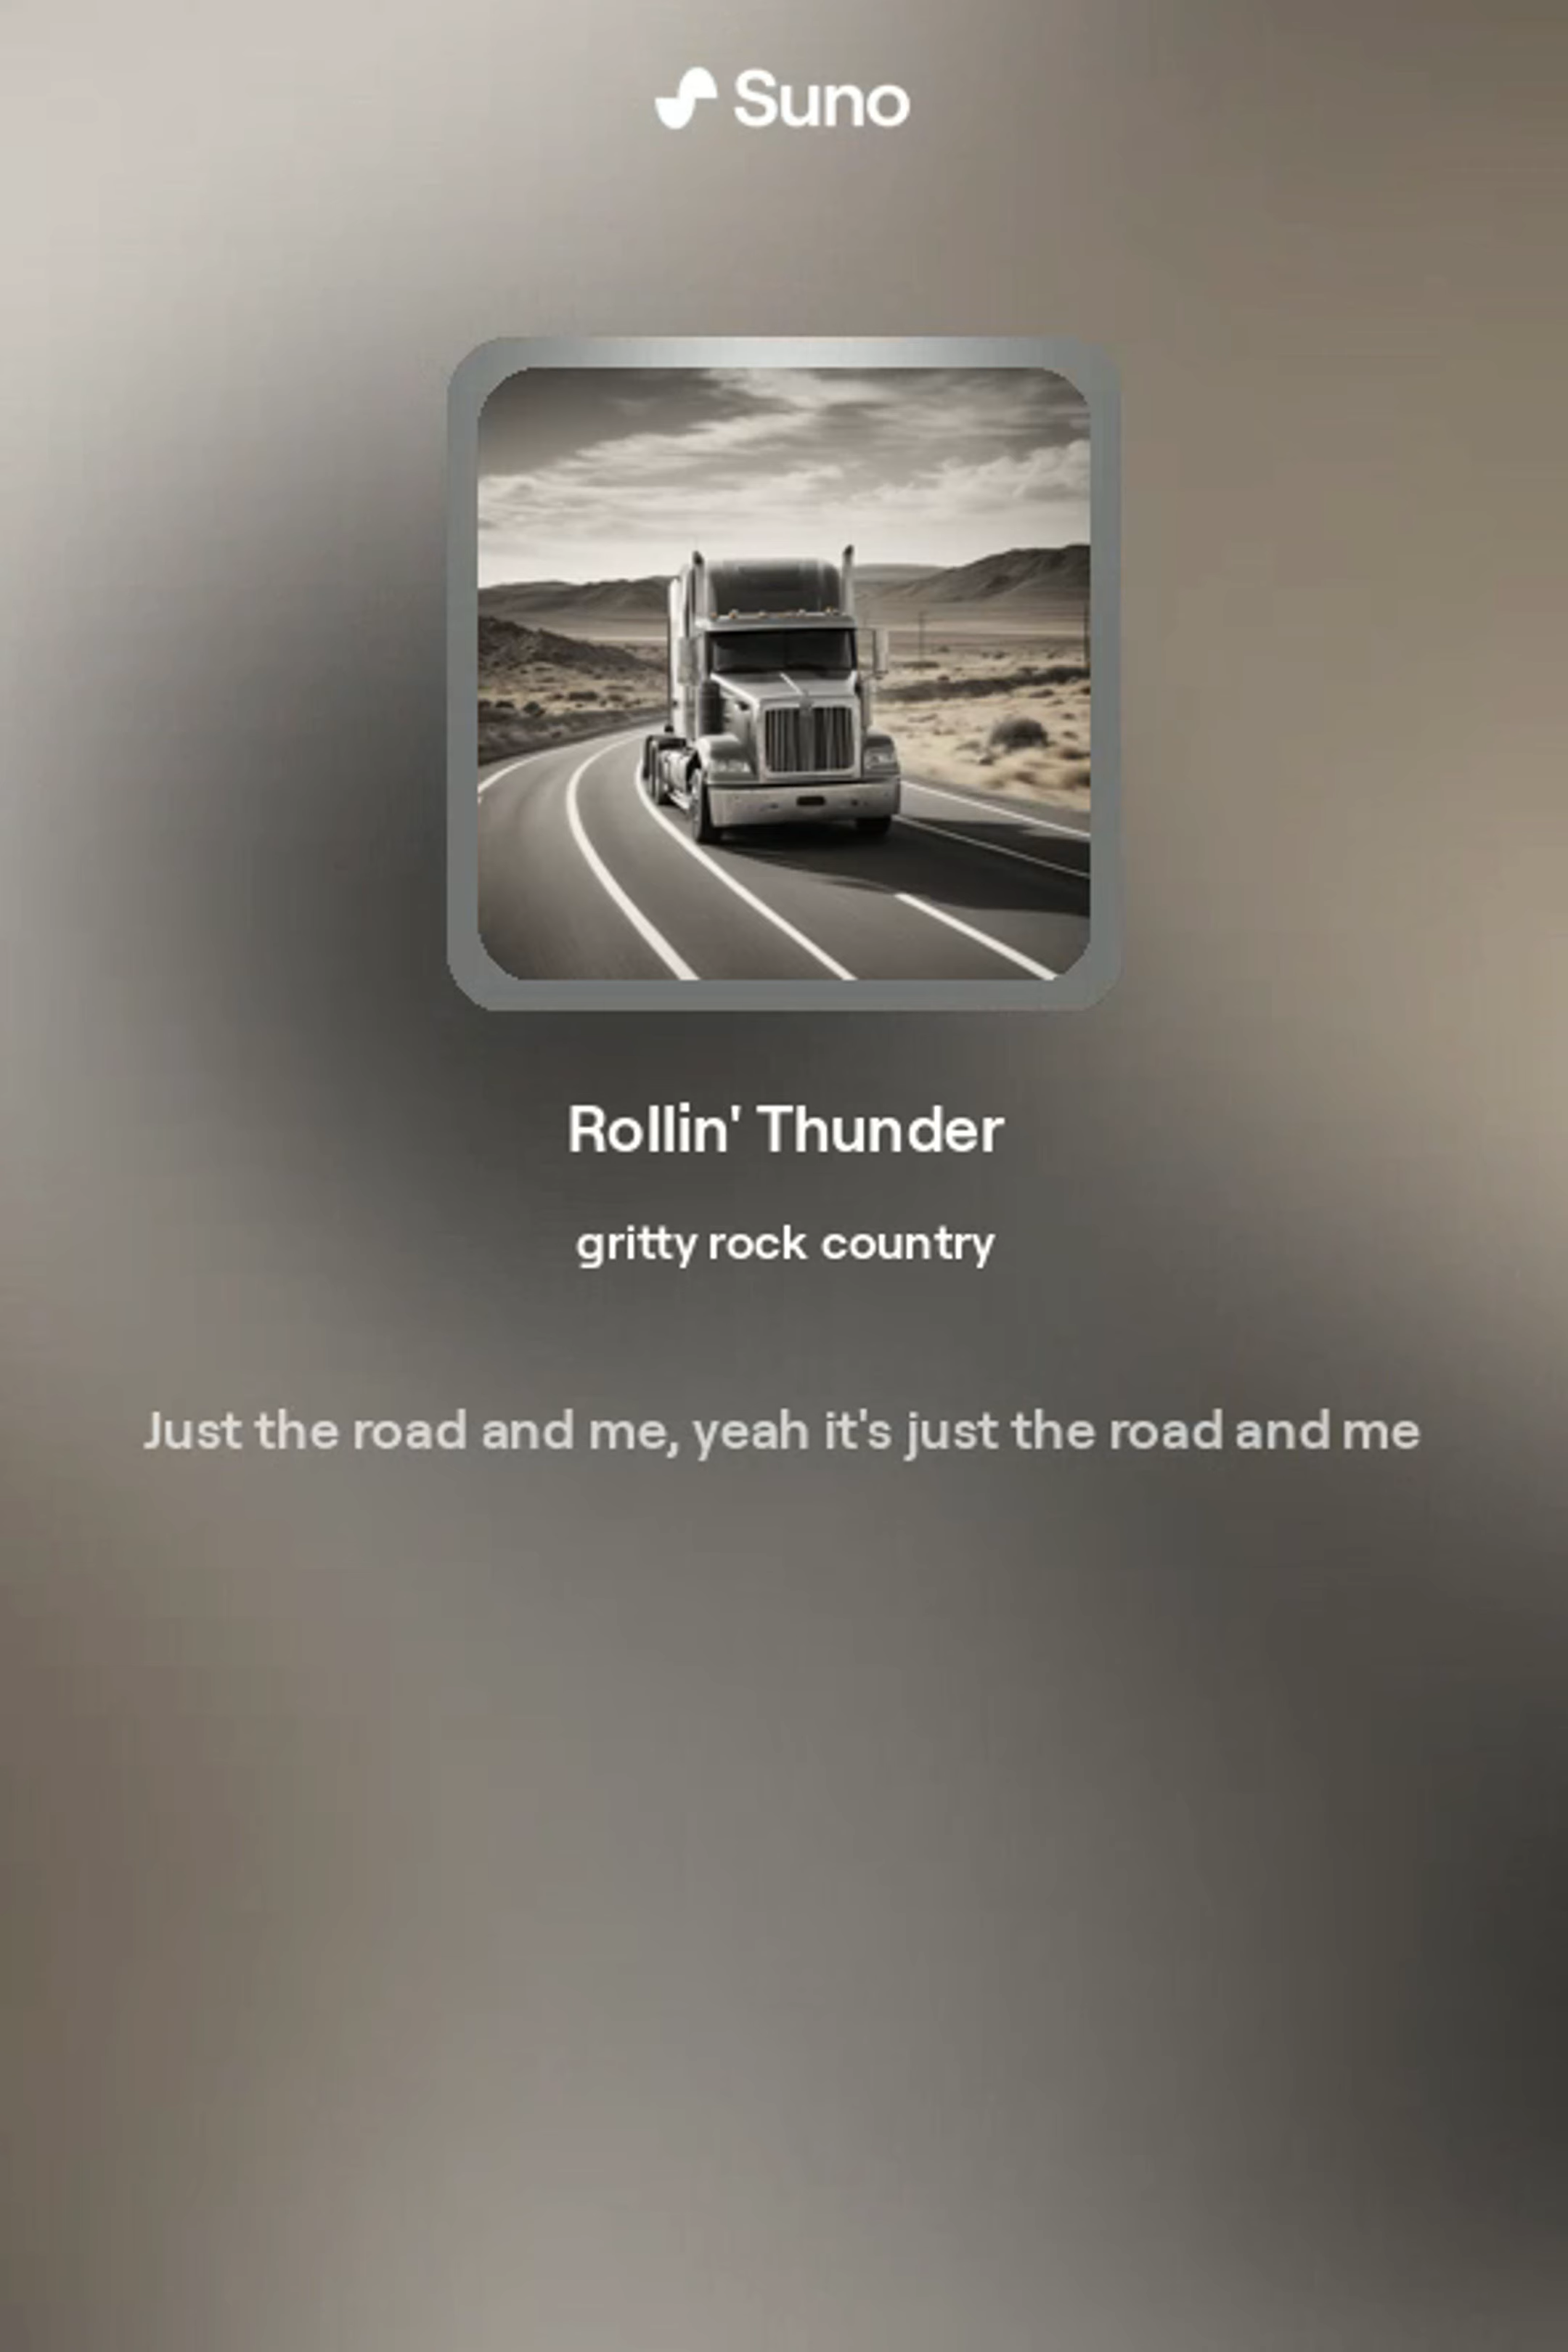 Suno
Rollin' Thunder
gritty rock country
Just the road and me, yeah it's just the road and me